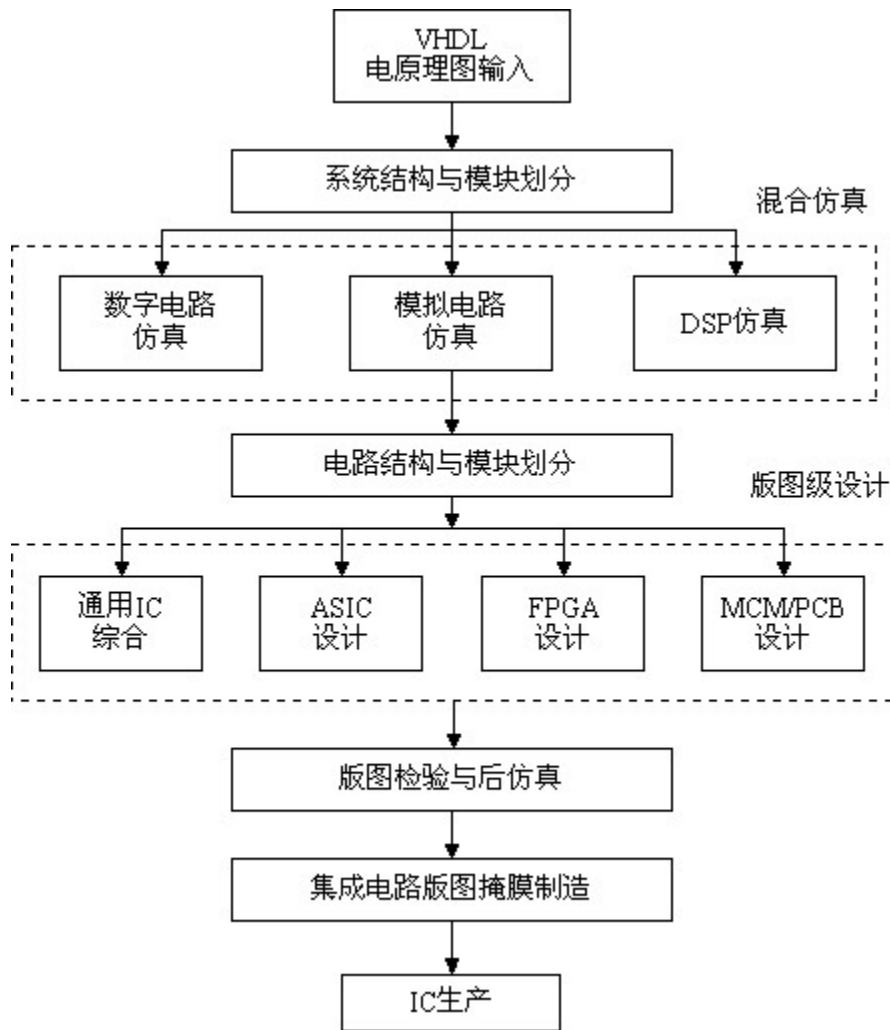 VHDL
电原理图输入
系统结构与模块划分
混合仿真
数字电路
仿真
模拟电路
仿真
DSP仿真
电路结构与模块划分
版图级设计
通用IC
综合
ASIC
设计
FPGA
设计
MCM/PCB
设计
版图检验与后仿真
集成电路版图掩膜制造
IC生产